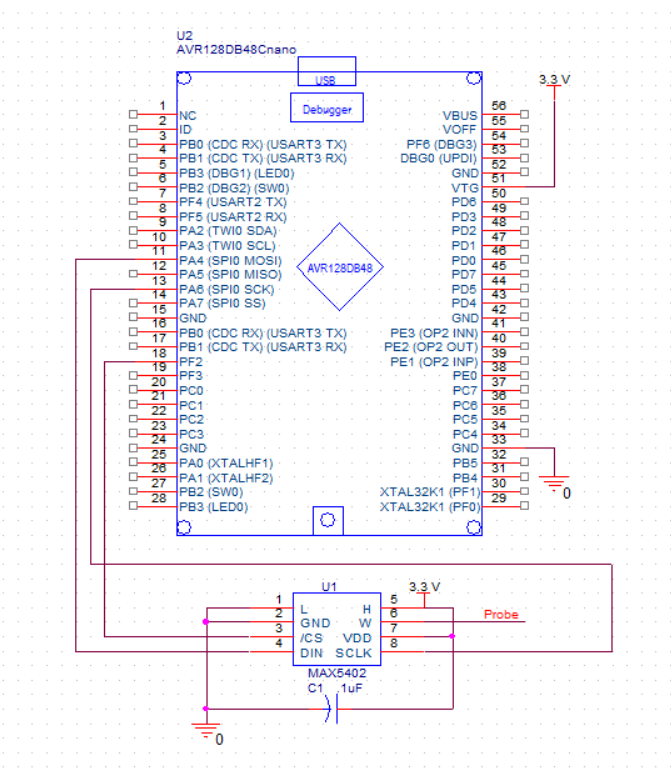 U2
AVR128DB48Cnano
USB
Debugger
1 NC
2 ID
3 PB0 (CDC RX) (USART3 TX)
4 PB1 (CDC TX) (USART3 RX)
5 PB3 (DBG1) (LED0)
6 PB2 (DBG2) (SW0)
7 PF4 (USART2 TX)
8 PF5 (USART2 RX)
9 PA2 (TWI0 SDA)
10 PA3 (TWI0 SCL)
11 PA4 (SPI0 MOSI)
12 PA5 (SPI0 MISO)
13 PA6 (SPI0 SCK)
14 PA7 (SPI0 SS)
15 GND
16 PB0 (CDC RX) (USART3 TX)
17 PB1 (CDC TX) (USART3 RX)
18 PF2
19 PF3
20 PC0
21 PC1
22 PC2
23 PC3
24 GND
25 PA0 (XTALHF1)
26 PA1 (XTALHF2)
27 PB2 (SW0)
28 PB3 (LED0)
AVR128DB48
VBUS 56
VOFF 55
PF6 (DBG3) 54
DBG0 (UPDI) 53
GND 52
VTG 51
PD6 50
PD3 49
PD2 48
PD1 47
PD0 46
PD7 45
PD5 44
PD4 43
GND 42
PE3 (OP2 INN) 41
PE2 (OP2 OUT) 40
PE1 (OP2 INP) 39
PE0 38
PC7 37
PC6 36
PC5 35
PC4 34
GND 33
PB5 32
PB4 31
XTAL32K1 (PF1) 30
XTAL32K1 (PF0) 29
3.3 V
0
U1
1 L
2 GND
3 /CS
4 DIN
H 5
W 6
VDD 7
SCLK 8
3.3 V
Probe
MAX5402
C1 .1uF
0